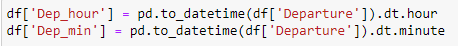 df['Dep_hour'] = pd.to_datetime(df['Departure']).dt.hour
df['Dep_min'] = pd.to_datetime(df['Departure']).dt.minute